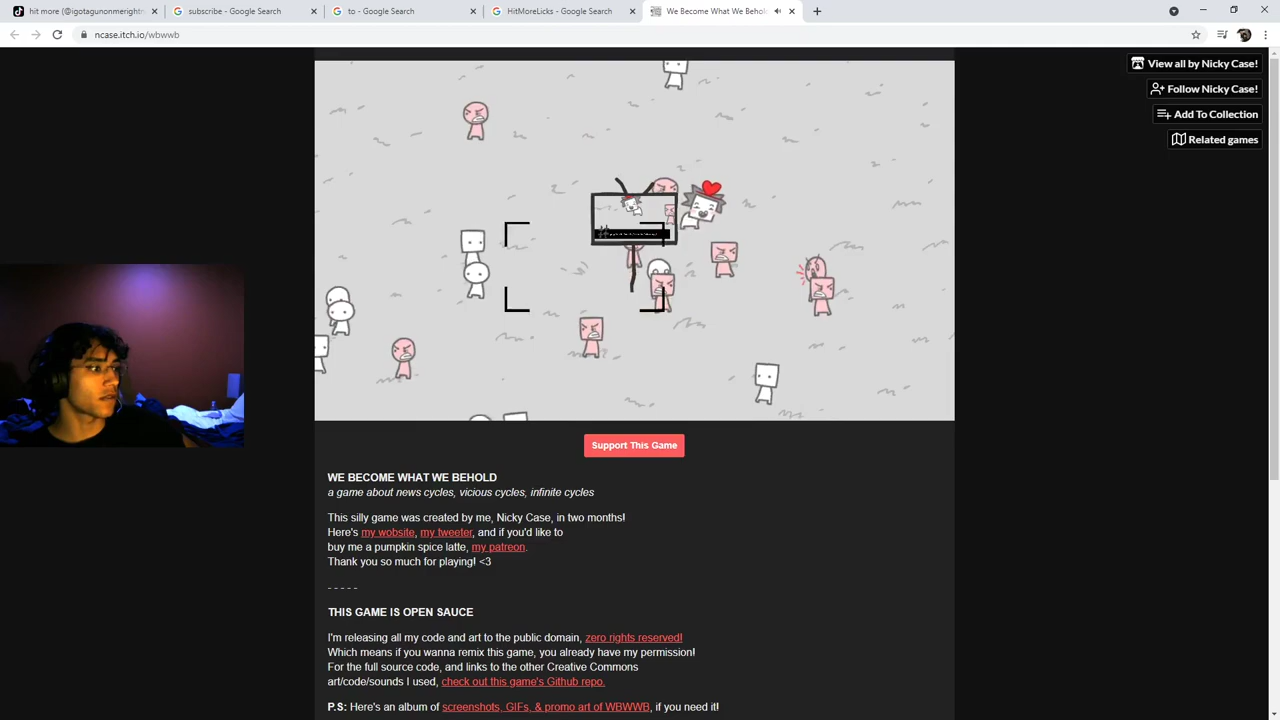 hit more (@igotagunonmerightn
subscribe - Google Search
to - Google Search
HitMoreLicks - Google Search
We Become What We Behold
ncase.itch.io/wbwwb
View all by Nicky Case!
Follow Nicky Case!
Add To Collection
Related games
Support This Game
WE BECOME WHAT WE BEHOLD
a game about news cycles, vicious cycles, infinite cycles
This silly game was created by me, Nicky Case, in two months!
Here's my wobsite, my tweeter, and if you'd like to
buy me a pumpkin spice latte, my patreon.
Thank you so much for playing! <3
- - - - -
THIS GAME IS OPEN SAUCE
I'm releasing all my code and art to the public domain, zero rights reserved!
Which means if you wanna remix this game, you already have my permission!
For the full source code, and links to the other Creative Commons
art/code/sounds I used, check out this game's Github repo.
P.S: Here's an album of screenshots, GIFs, & promo art of WBWWB, if you need it!